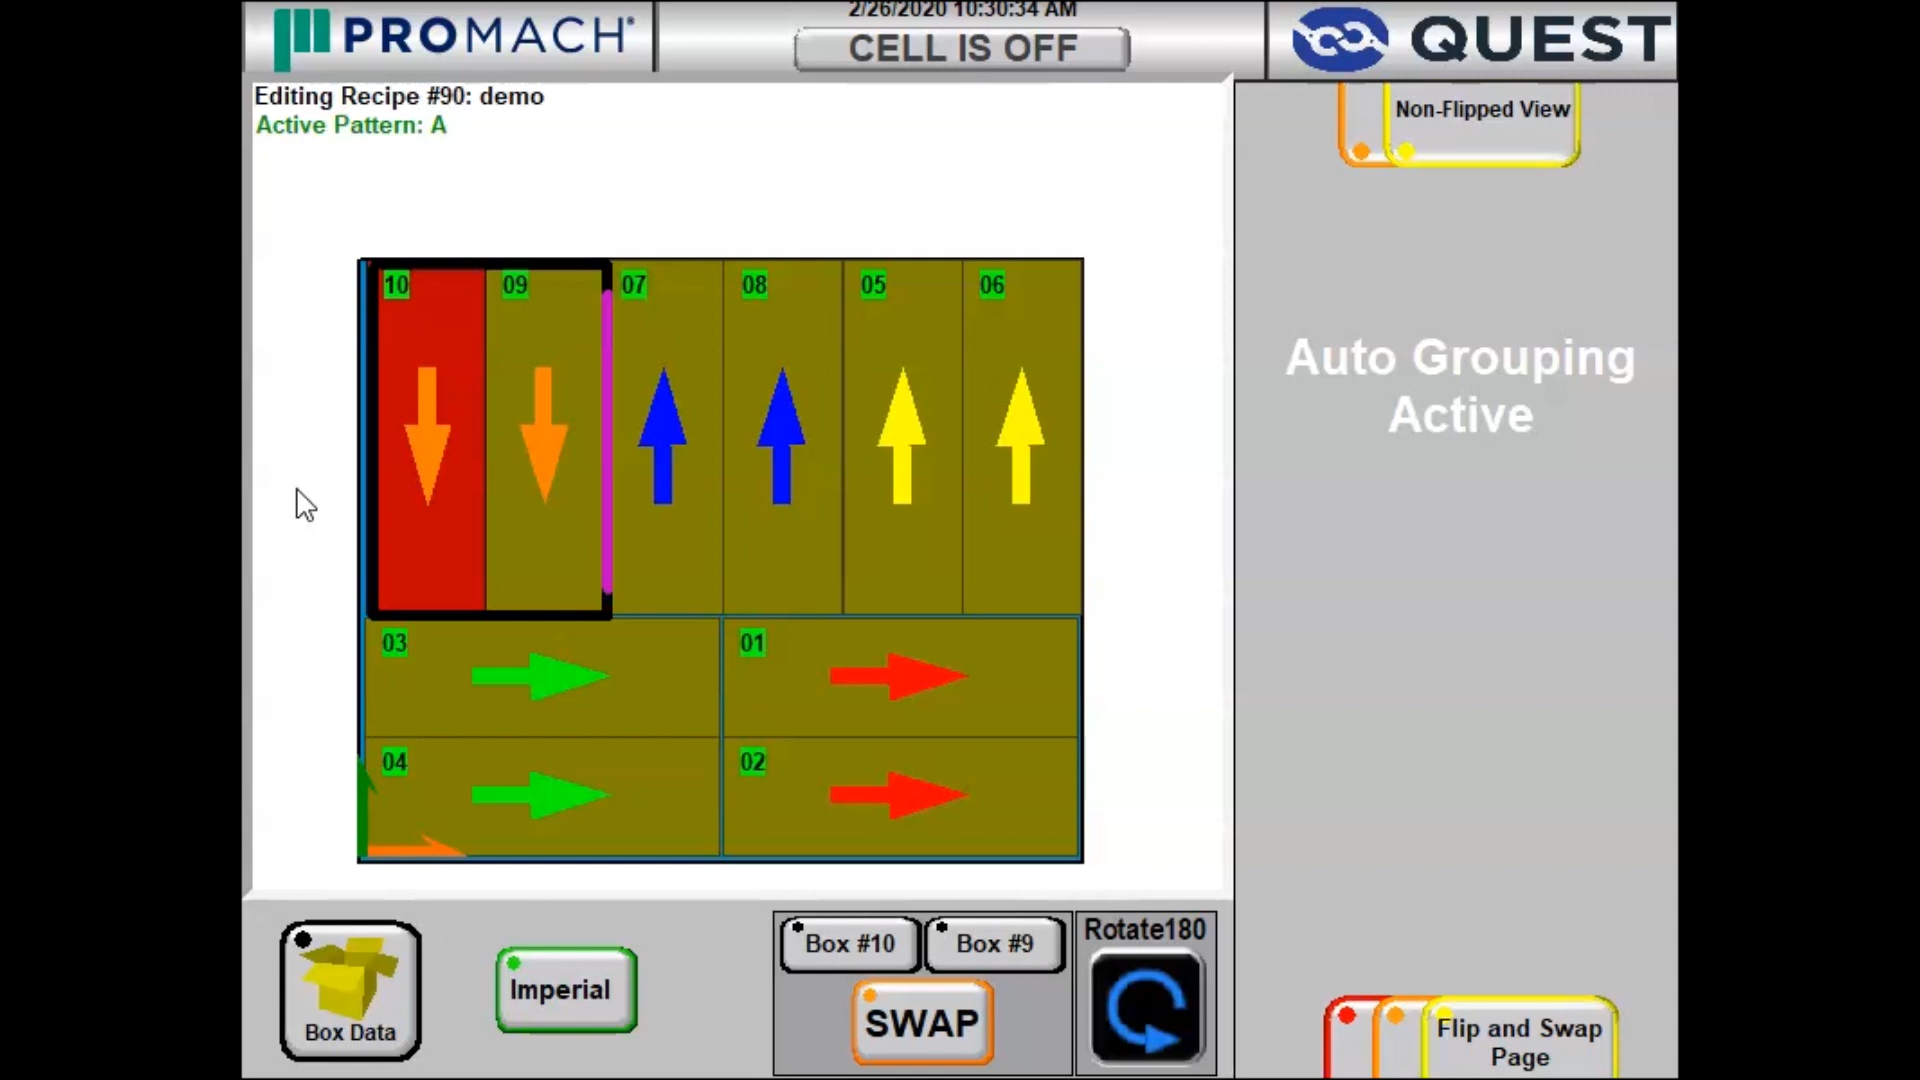 PROMACH®
2/26/2020 10:30:34 AM
CELL IS OFF
QUEST
Editing Recipe #90: demo
Active Pattern: A
Non-Flipped View
10 09 07 08 05 06
Auto Grouping
Active
03 01
04 02
Box Data
Imperial
Box #10 Box #9
SWAP
Rotate180
Flip and Swap
Page